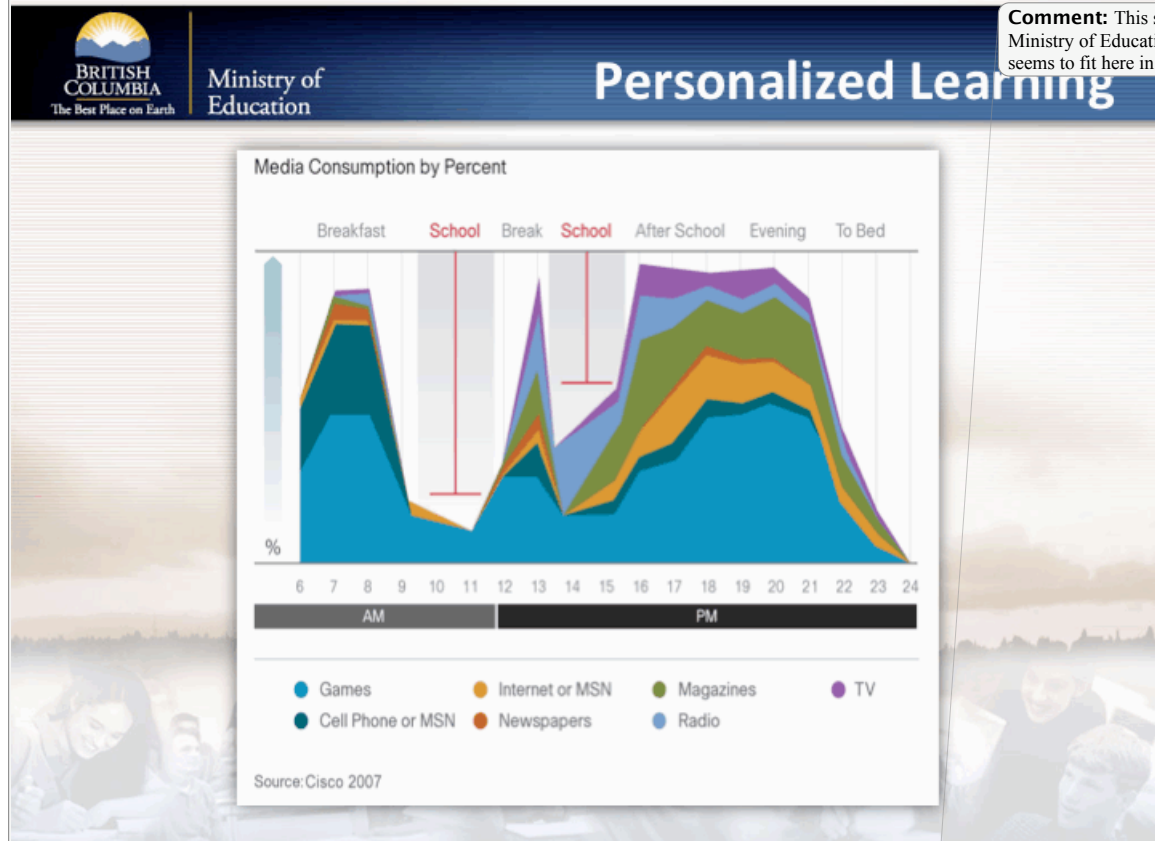 BRITISH
COLUMBIA
The Best Place on Earth
Ministry of
Education
Personalized Learning
Comment: This
Ministry of
seems to fit here in
Media Consumption by Percent
Breakfast School Break School After School Evening To Bed
%
6 7 8 9 10 11 12 13 14 15 16 17 18 19 20 21 22 23 24
AM PM
Games Internet or MSN Magazines TV
Cell Phone or MSN Newspapers Radio
Source:Cisco 2007